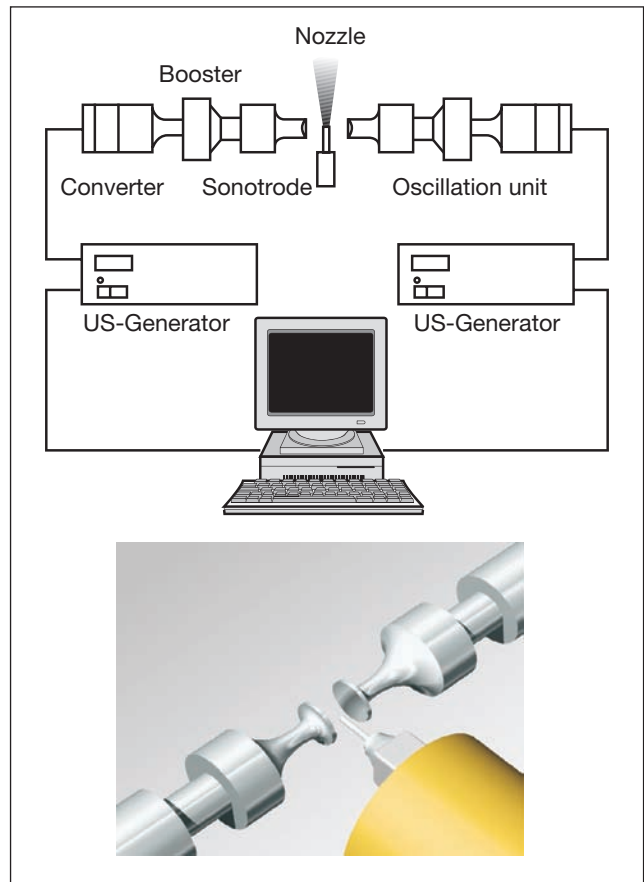 Nozzle
Booster
Converter
Sonotrode
Oscillation unit
US-Generator
US-Generator